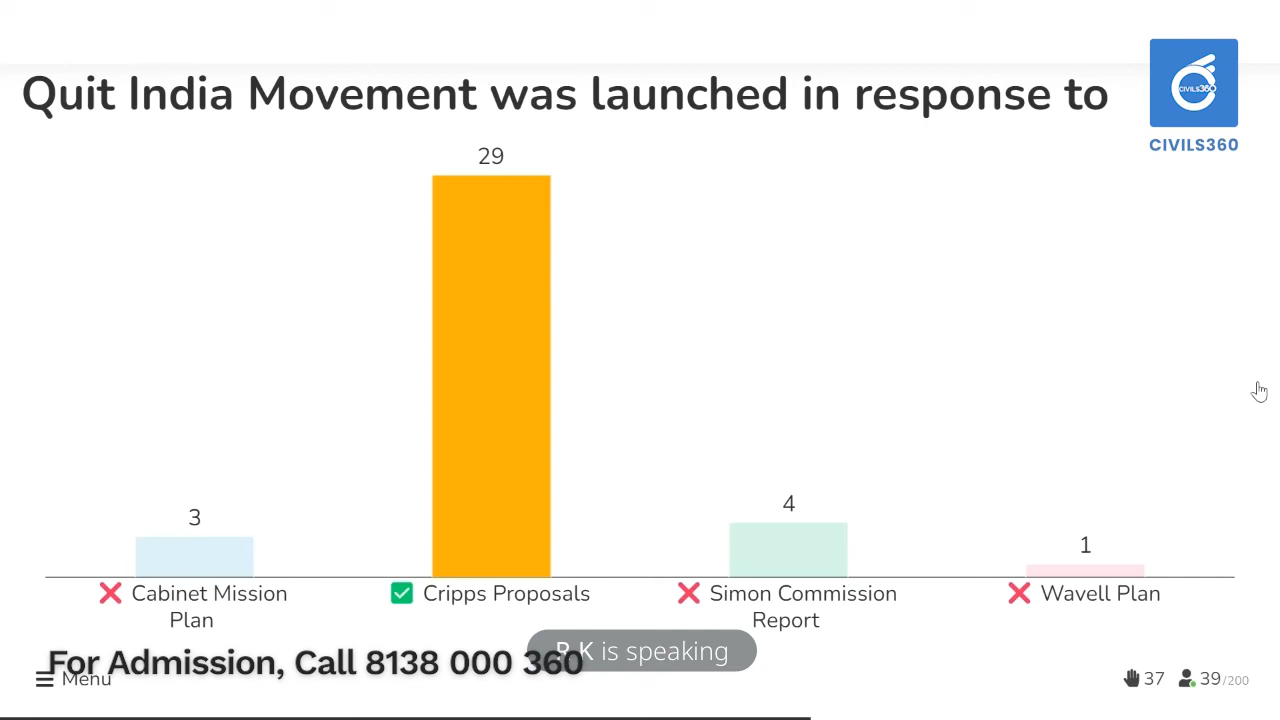 Quit India Movement was launched in response to
CIVILS360
CIVILS360
29
3
4
1
Cabinet Mission
Plan
Cripps Proposals
Simon Commission
Report
Wavell Plan
R K is speaking
For Admission, Call 8138 000 360
Menu
37
39/200